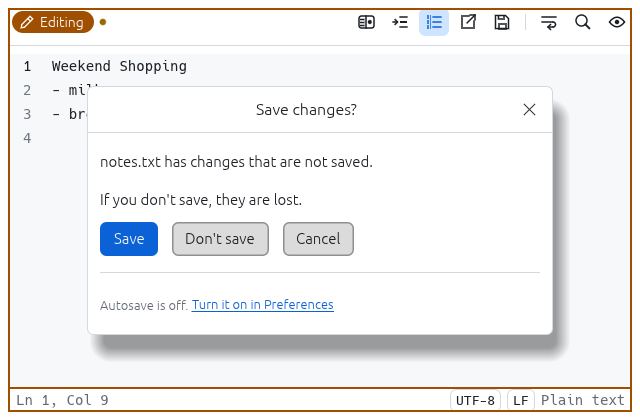 Editing
1 Weekend Shopping
2 -
3 -
4
Save changes?
notes.txt has changes that are not saved.
If you don't save, they are lost.
Save Don't save Cancel
Autosave is off. Turn it on in Preferences
Ln 1, Col 9 UTF-8 LF Plain text